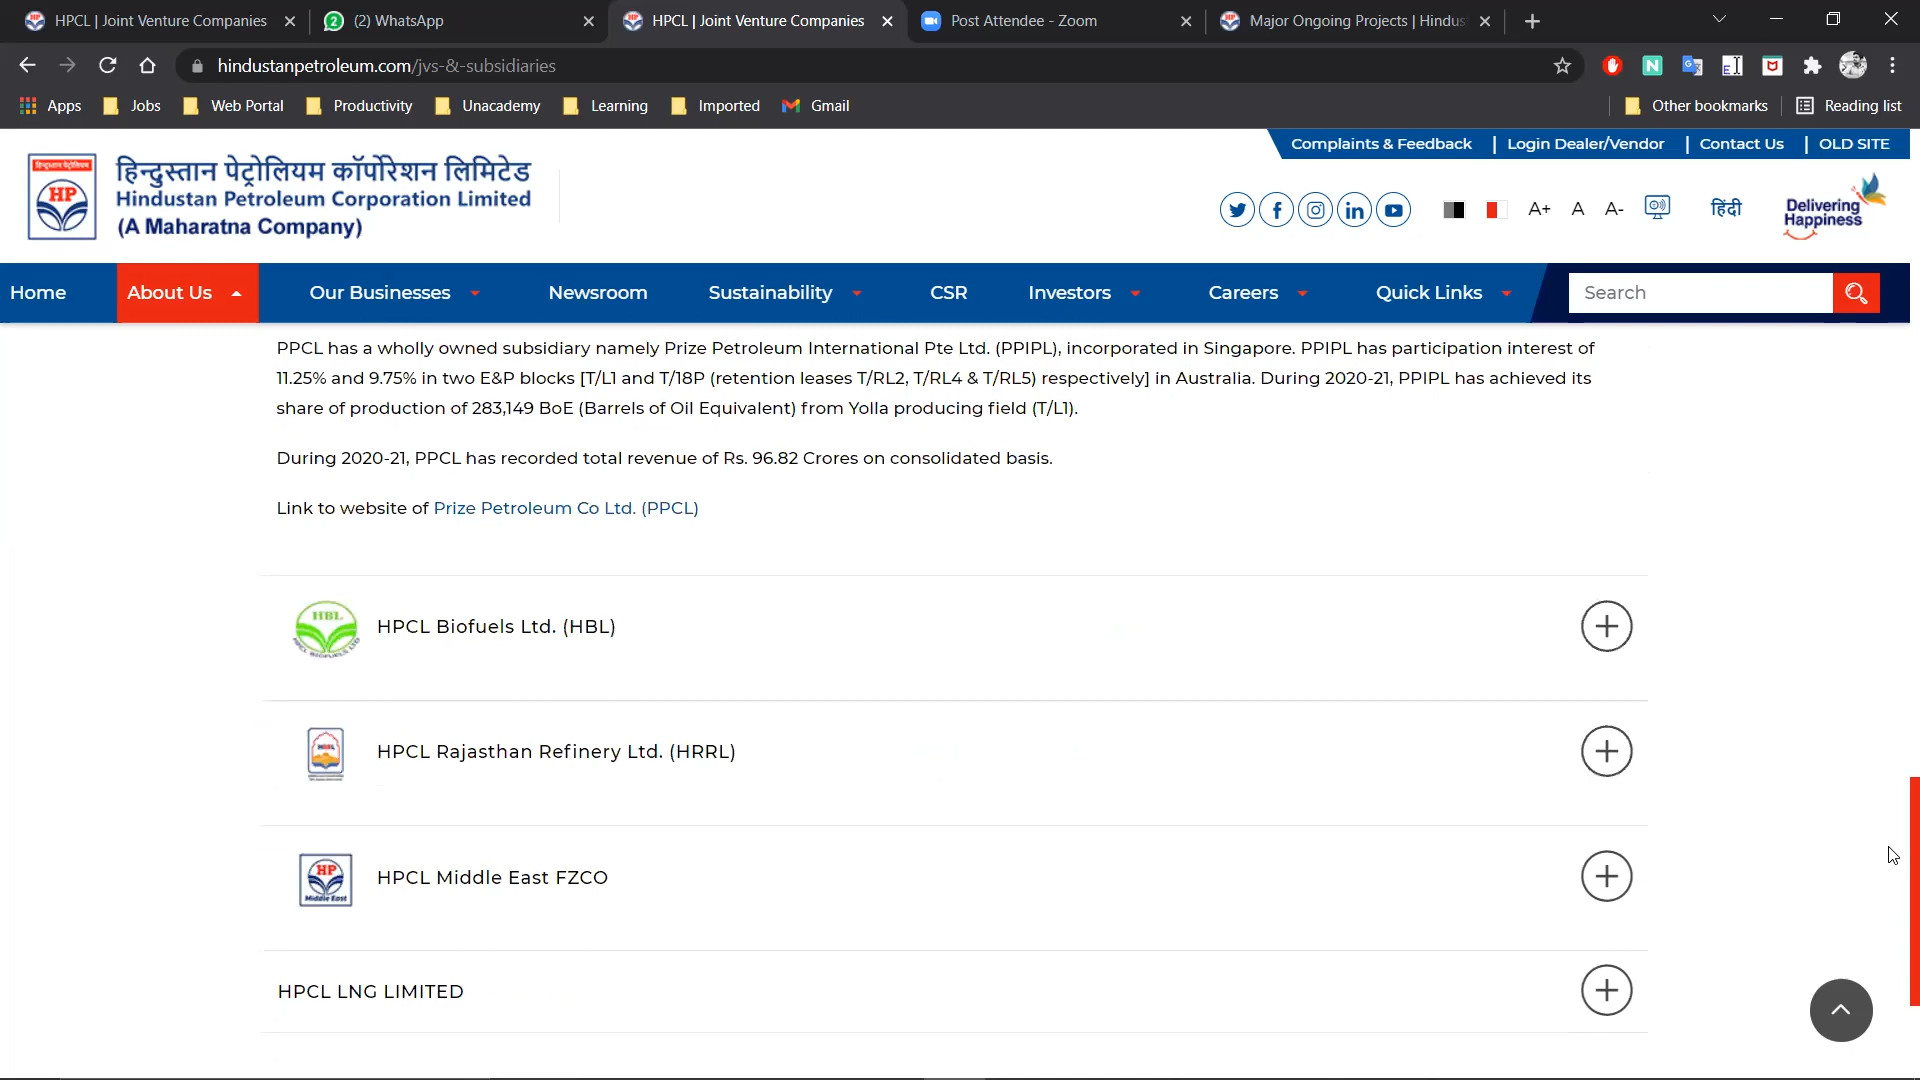 HPCL | Joint Venture Companies
(2) WhatsApp
HPCL | Joint Venture Companies
Post Attendee - Zoom
Major Ongoing Projects | Hindus
hindustanpetroleum.com/jvs-&-subsidiaries
Apps
Jobs
Web Portal
Productivity
Unacademy
Learning
Imported
Gmail
Other bookmarks
Reading list
Complaints & Feedback
Login Dealer/Vendor
Contact Us
OLD SITE
हिन्दुस्तान पेट्रोलियम
HP
हिन्दुस्तान पेट्रोलियम कॉर्पोरेशन लिमिटेड
Hindustan Petroleum Corporation Limited
(A Maharatna Company)
A+ A A-
हिंदी
Delivering
Happiness
Home
About Us
Our Businesses
Newsroom
Sustainability
CSR
Investors
Careers
Quick Links
Search
PPCL has a wholly owned subsidiary namely Prize Petroleum International Pte Ltd. (PPIPL), incorporated in Singapore. PPIPL has participation interest of
11.25% and 9.75% in two E&P blocks [T/L1 and T/18P (retention leases T/RL2, T/RL4 & T/RL5) respectively] in Australia. During 2020-21, PPIPL has achieved its
share of production of 283,149 BoE (Barrels of Oil Equivalent) from Yolla producing field (T/L1).
During 2020-21, PPCL has recorded total revenue of Rs. 96.82 Crores on consolidated basis.
Link to website of Prize Petroleum Co Ltd. (PPCL)
HBL
HPCL BIOFUELS LTD
HPCL Biofuels Ltd. (HBL)
HRRL
HPCL Rajasthan Refinery Ltd. (HRRL)
HP
Middle East
HPCL Middle East FZCO
HPCL LNG LIMITED